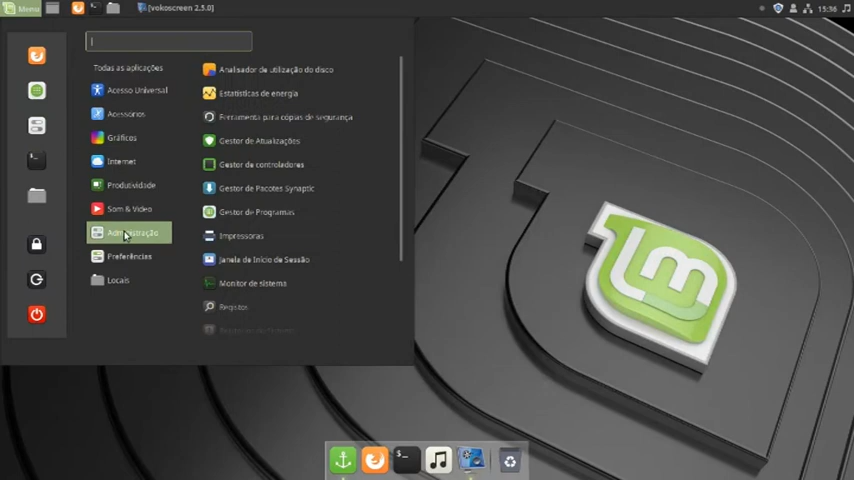 Menu
[vokoscreen 2.5.0]
15:36
Todas as aplicações
Acesso Universal
Acessórios
Gráficos
Internet
Produtividade
Som & Vídeo
Administração
Preferências
Locais
Analisador de utilização do disco
Estatísticas de energia
Ferramenta para cópias de segurança
Gestor de Atualizações
Gestor de controladores
Gestor de Pacotes Synaptic
Gestor de Programas
Impressoras
Janela de Início de Sessão
Monitor de sistema
Registos
lm